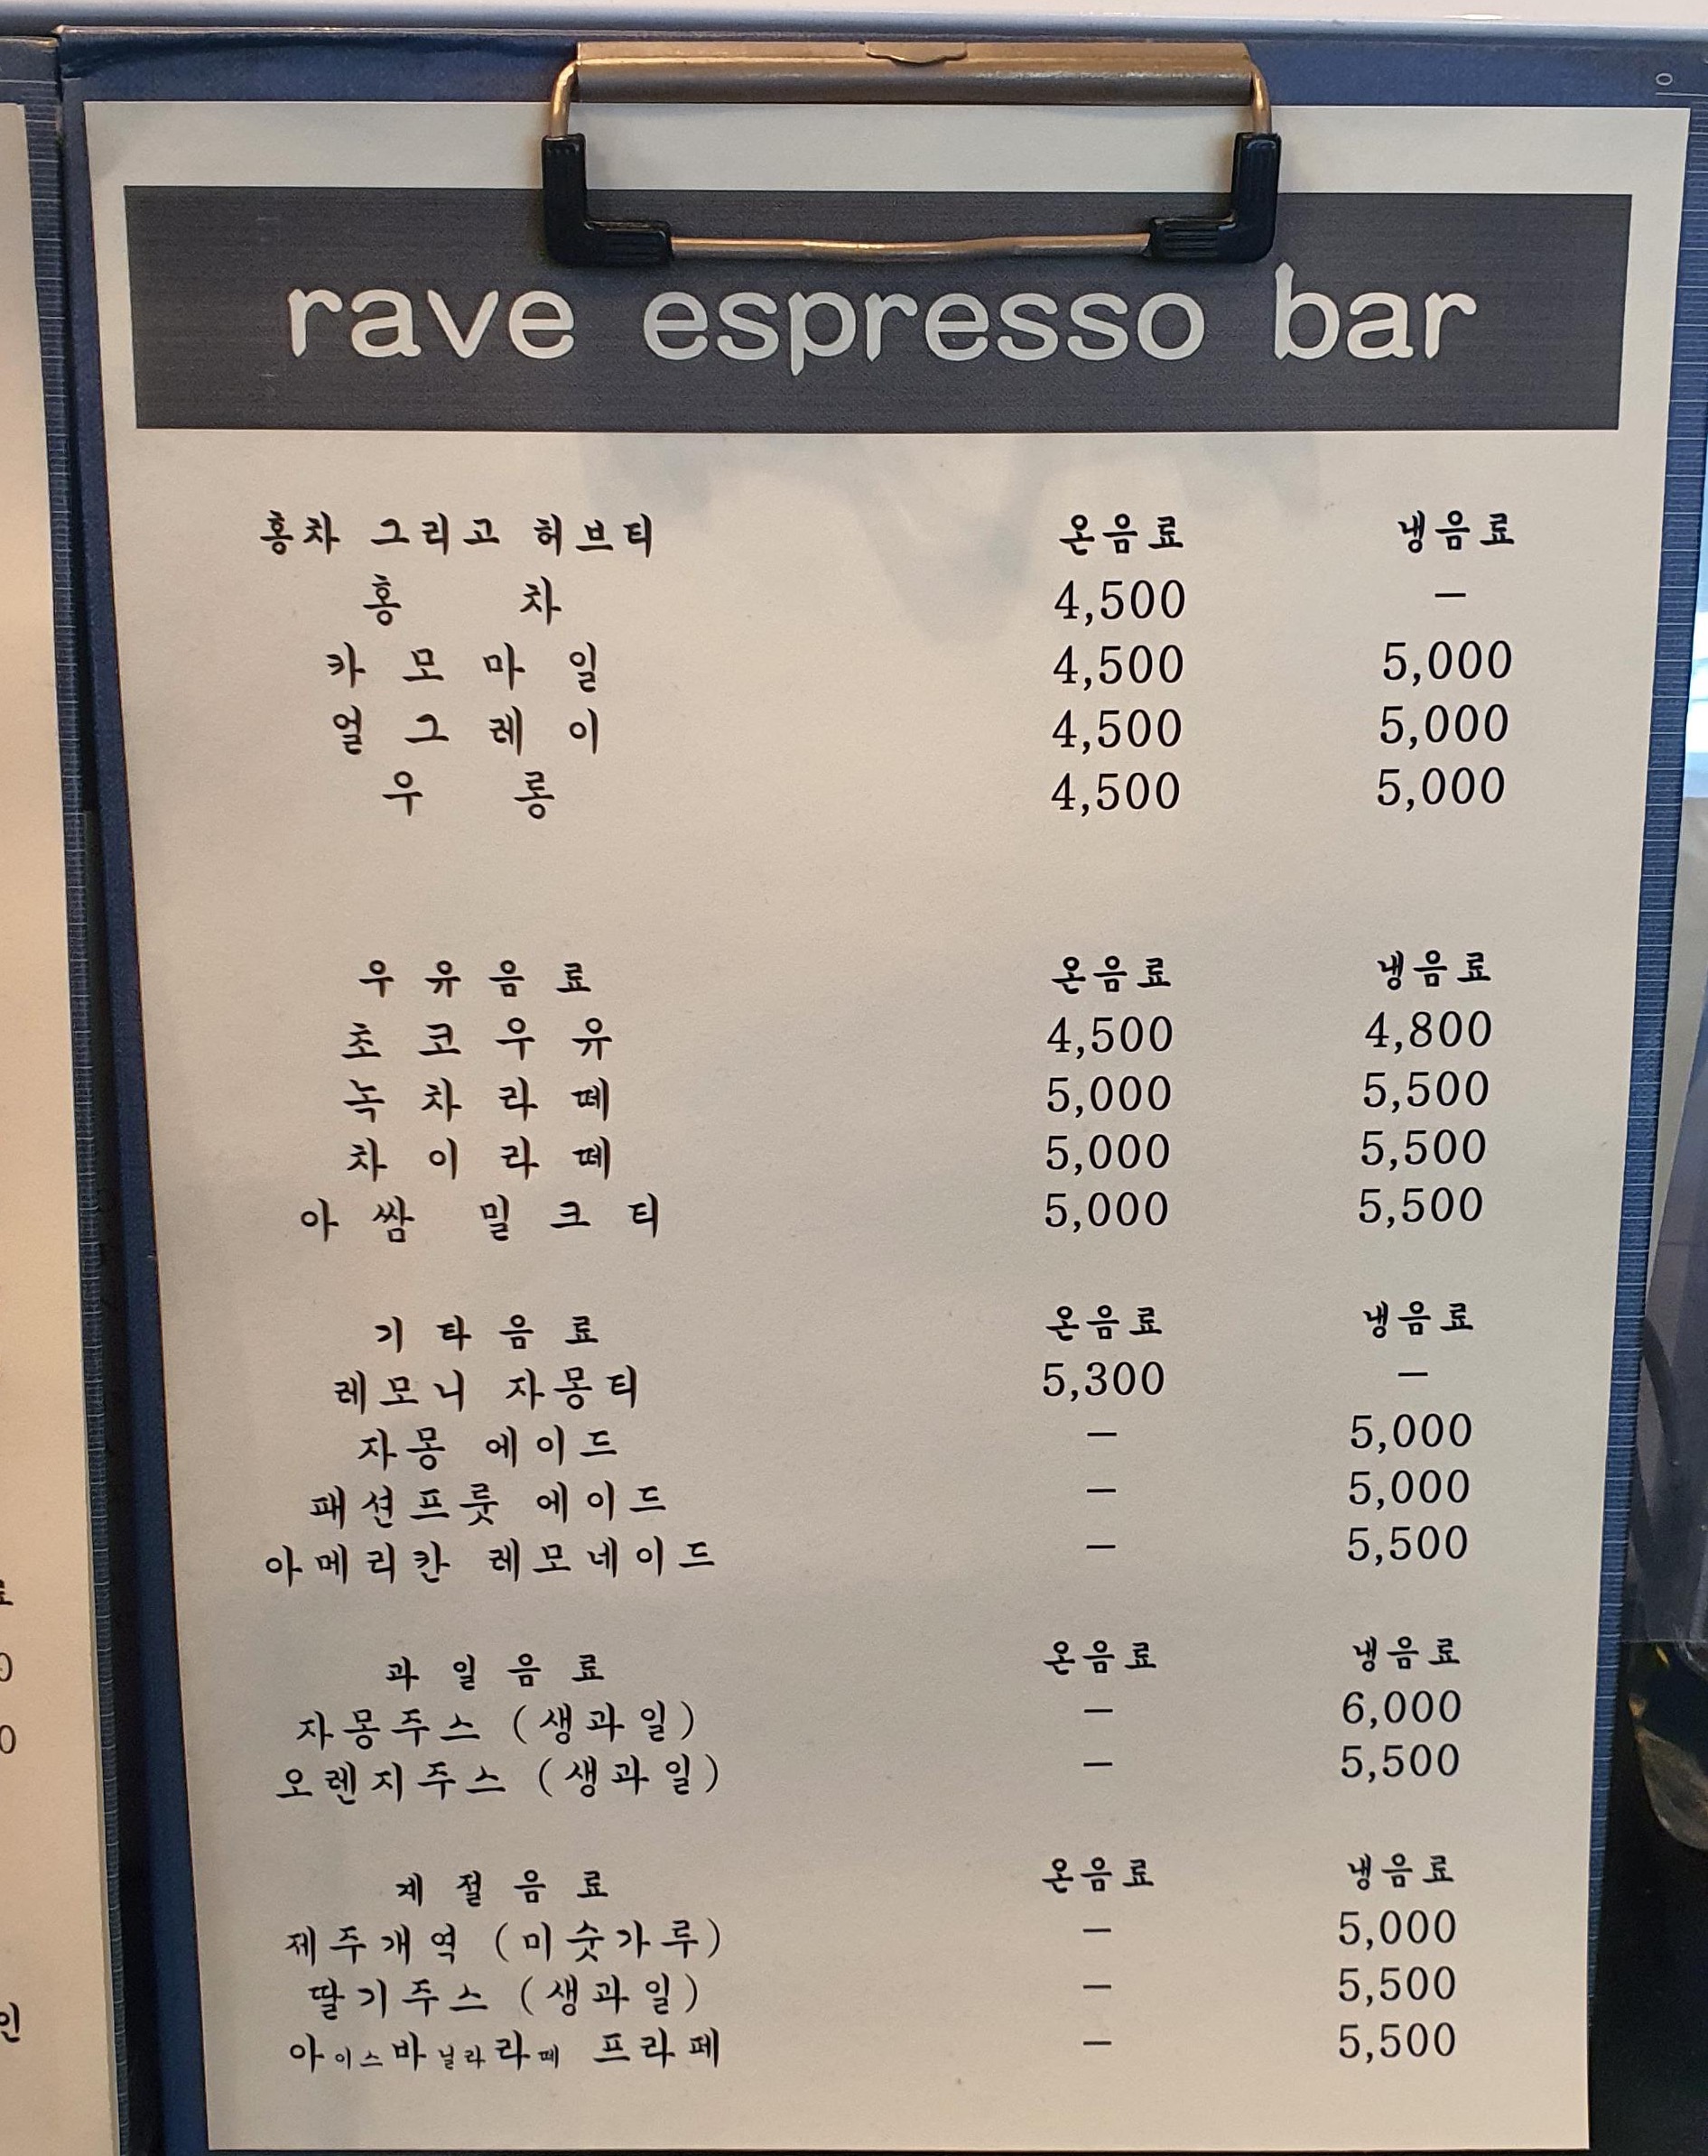 rave espresso bar
홍차 그리고 허브티 온음료 냉음료
홍차 4,500 –
카모마일 4,500 5,000
얼그레이 4,500 5,000
우롱 4,500 5,000
우유음료 온음료 냉음료
초코우유 4,500 4,800
녹차라떼 5,000 5,500
차이라떼 5,000 5,500
아쌈 밀크티 5,000 5,500
기타음료 온음료 냉음료
레모니 자몽티 5,300 –
자몽 에이드 – 5,000
패션프룻 에이드 – 5,000
아메리칸 레모네이드 – 5,500
과일음료 온음료 냉음료
자몽주스 (생과일) – 6,000
오렌지주스 (생과일) – 5,500
계절음료 온음료 냉음료
제주개역 (미숫가루) – 5,000
딸기주스 (생과일) – 5,500
아이스바닐라라떼 프라페 – 5,500